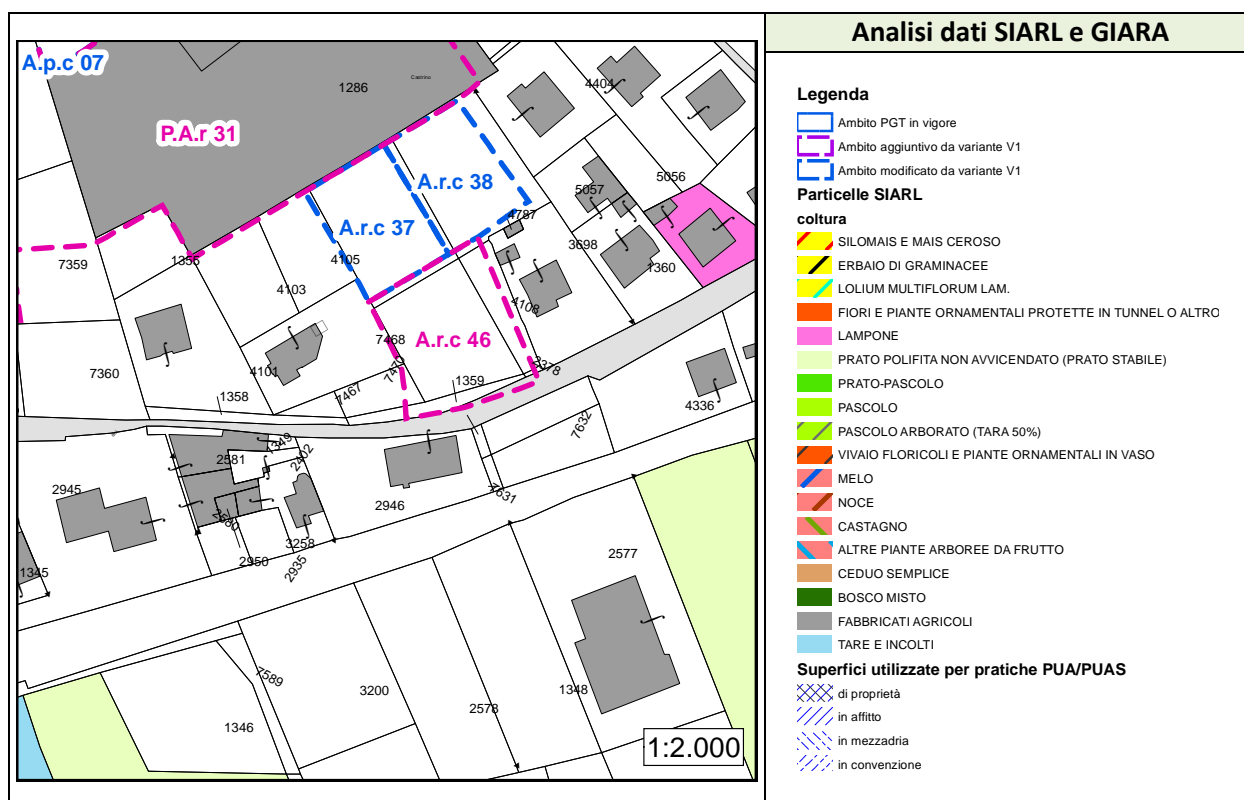 Analisi dati SIARL e GIARA
A.p.c 07
1286
4404
P.A.r 31
A.r.c 38
5056
5057
4787
A.r.c 37
3698
7359
1355
4105
1360
4103
4108
7468
A.r.c 46
7360
4101
7467
1359
2378
4336
1358
7632
1349
2402
2581
2945
2946
7631
2580
3258
2950
2935
2577
1345
7589
3200
1348
2578
1346
1:2.000
Legenda
Ambito PGT in vigore
Ambito aggiuntivo da variante V1
Ambito modificato da variante V1
Particelle SIARL
coltura
SILOMAIS E MAIS CEROSO
ERBAIO DI GRAMINACEE
LOLIUM MULTIFLORUM LAM.
FIORI E PIANTE ORNAMENTALI PROTETTE IN TUNNEL O ALTRO
LAMPONE
PRATO POLIFITA NON AVVICENDATO (PRATO STABILE)
PRATO-PASCOLO
PASCOLO
PASCOLO ARBORATO (TARA 50%)
VIVAIO FLORICOLI E PIANTE ORNAMENTALI IN VASO
MELO
NOCE
CASTAGNO
ALTRE PIANTE ARBOREE DA FRUTTO
CEDUO SEMPLICE
BOSCO MISTO
FABBRICATI AGRICOLI
TARE E INCOLTI
Superfici utilizzate per pratiche PUA/PUAS
di proprietà
in affitto
in mezzadria
in convenzione